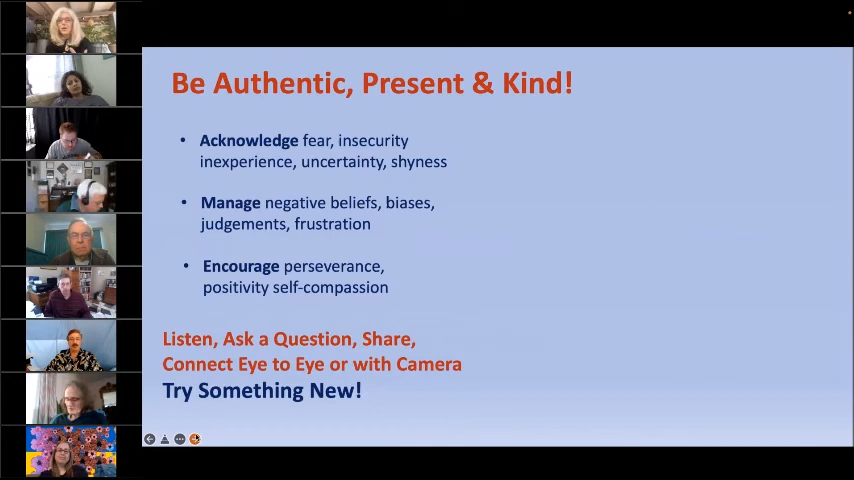 Be Authentic, Present & Kind!
• Acknowledge fear, insecurity
inexperience, uncertainty, shyness
• Manage negative beliefs, biases,
judgements, frustration
• Encourage perseverance,
positivity self-compassion
Listen, Ask a Question, Share,
Connect Eye to Eye or with Camera
Try Something New!